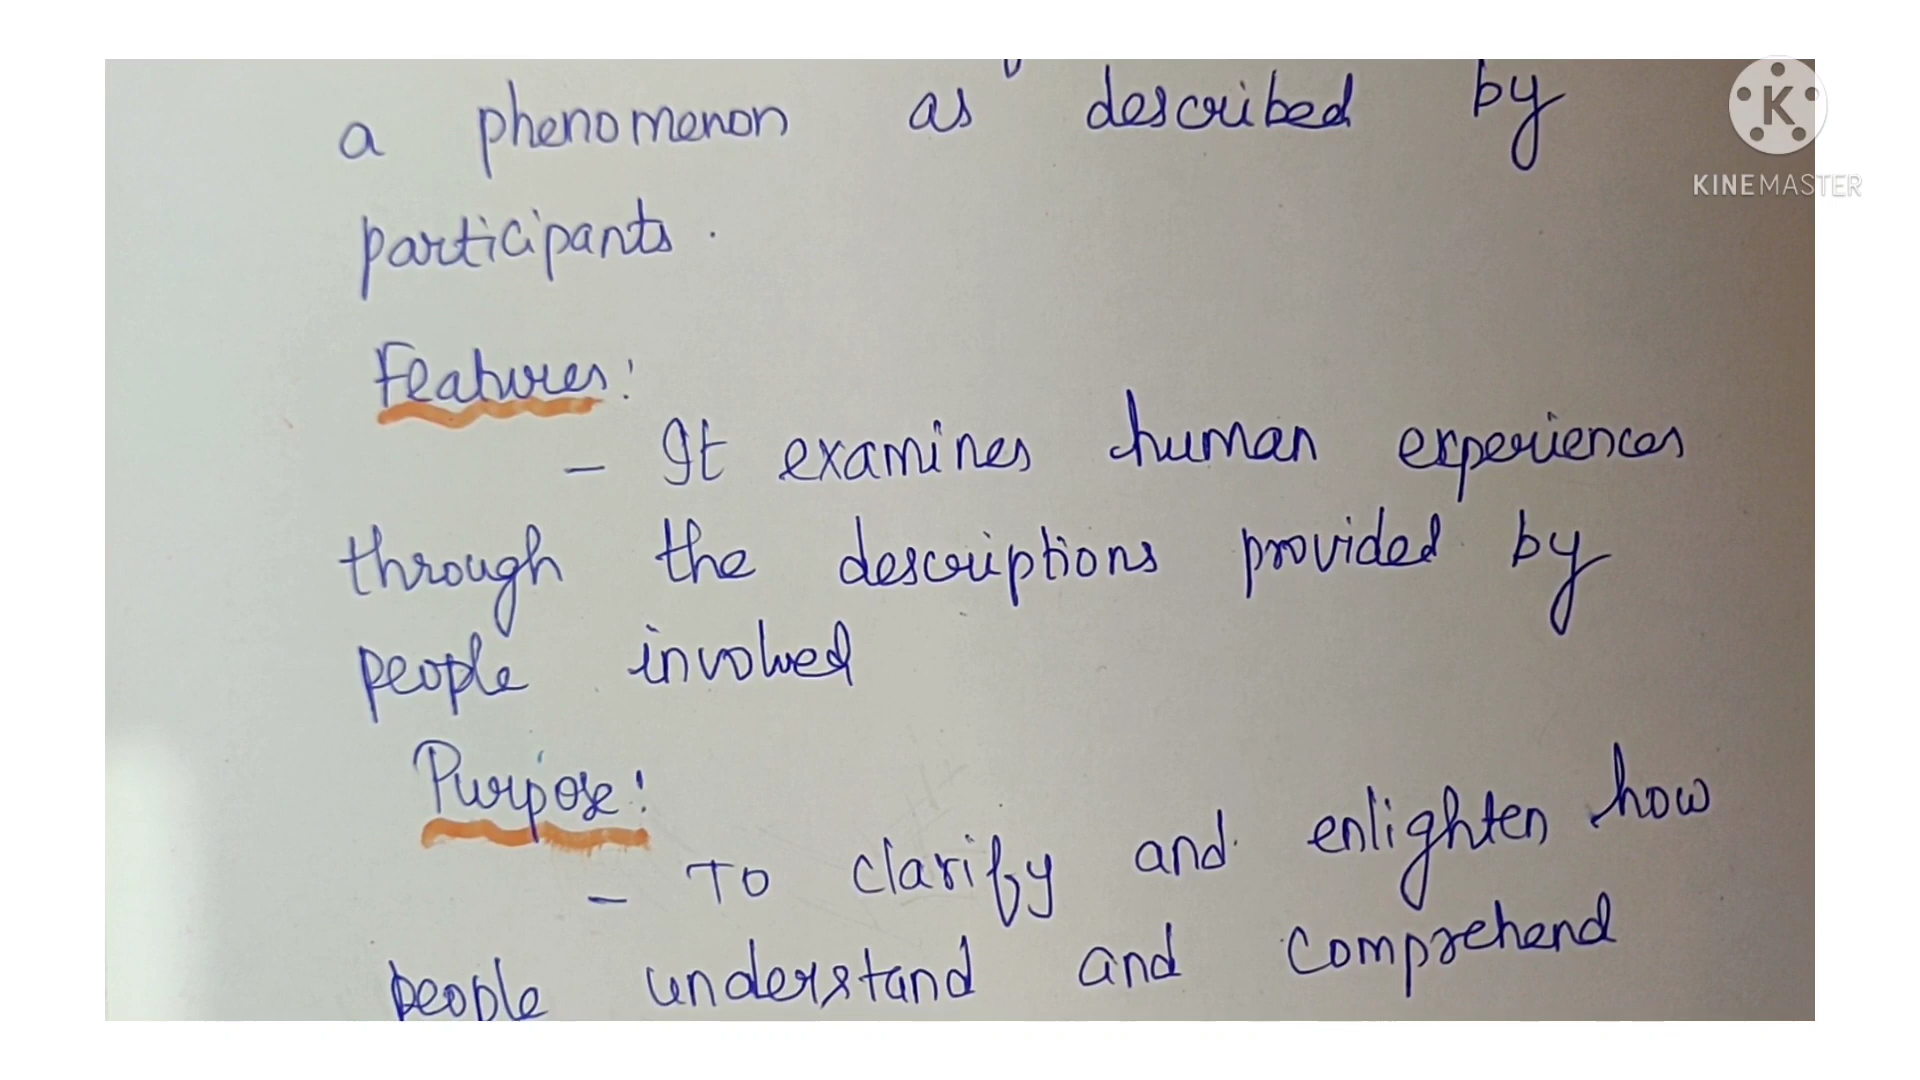 a phenomenon as described by
participants.
Features:
- It examines human experiences
through the descriptions provided by
people involved
Purpose:
- To clarify and enlighten how
people understand and comprehend
K
KINEMASTER